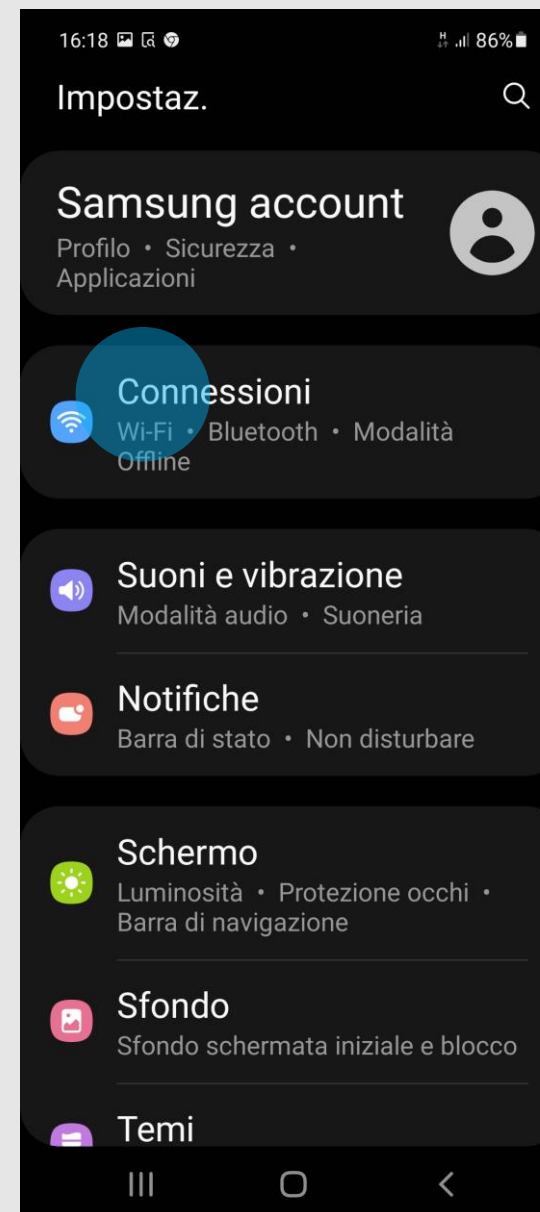 16:18 86%
Impostaz.
Samsung account
Profilo • Sicurezza •
Applicazioni
Connessioni
Wi-Fi • Bluetooth • Modalità
Offline
Suoni e vibrazione
Modalità audio • Suoneria
Notifiche
Barra di stato • Non disturbare
Schermo
Luminosità • Protezione occhi •
Barra di navigazione
Sfondo
Sfondo schermata iniziale e blocco
Temi